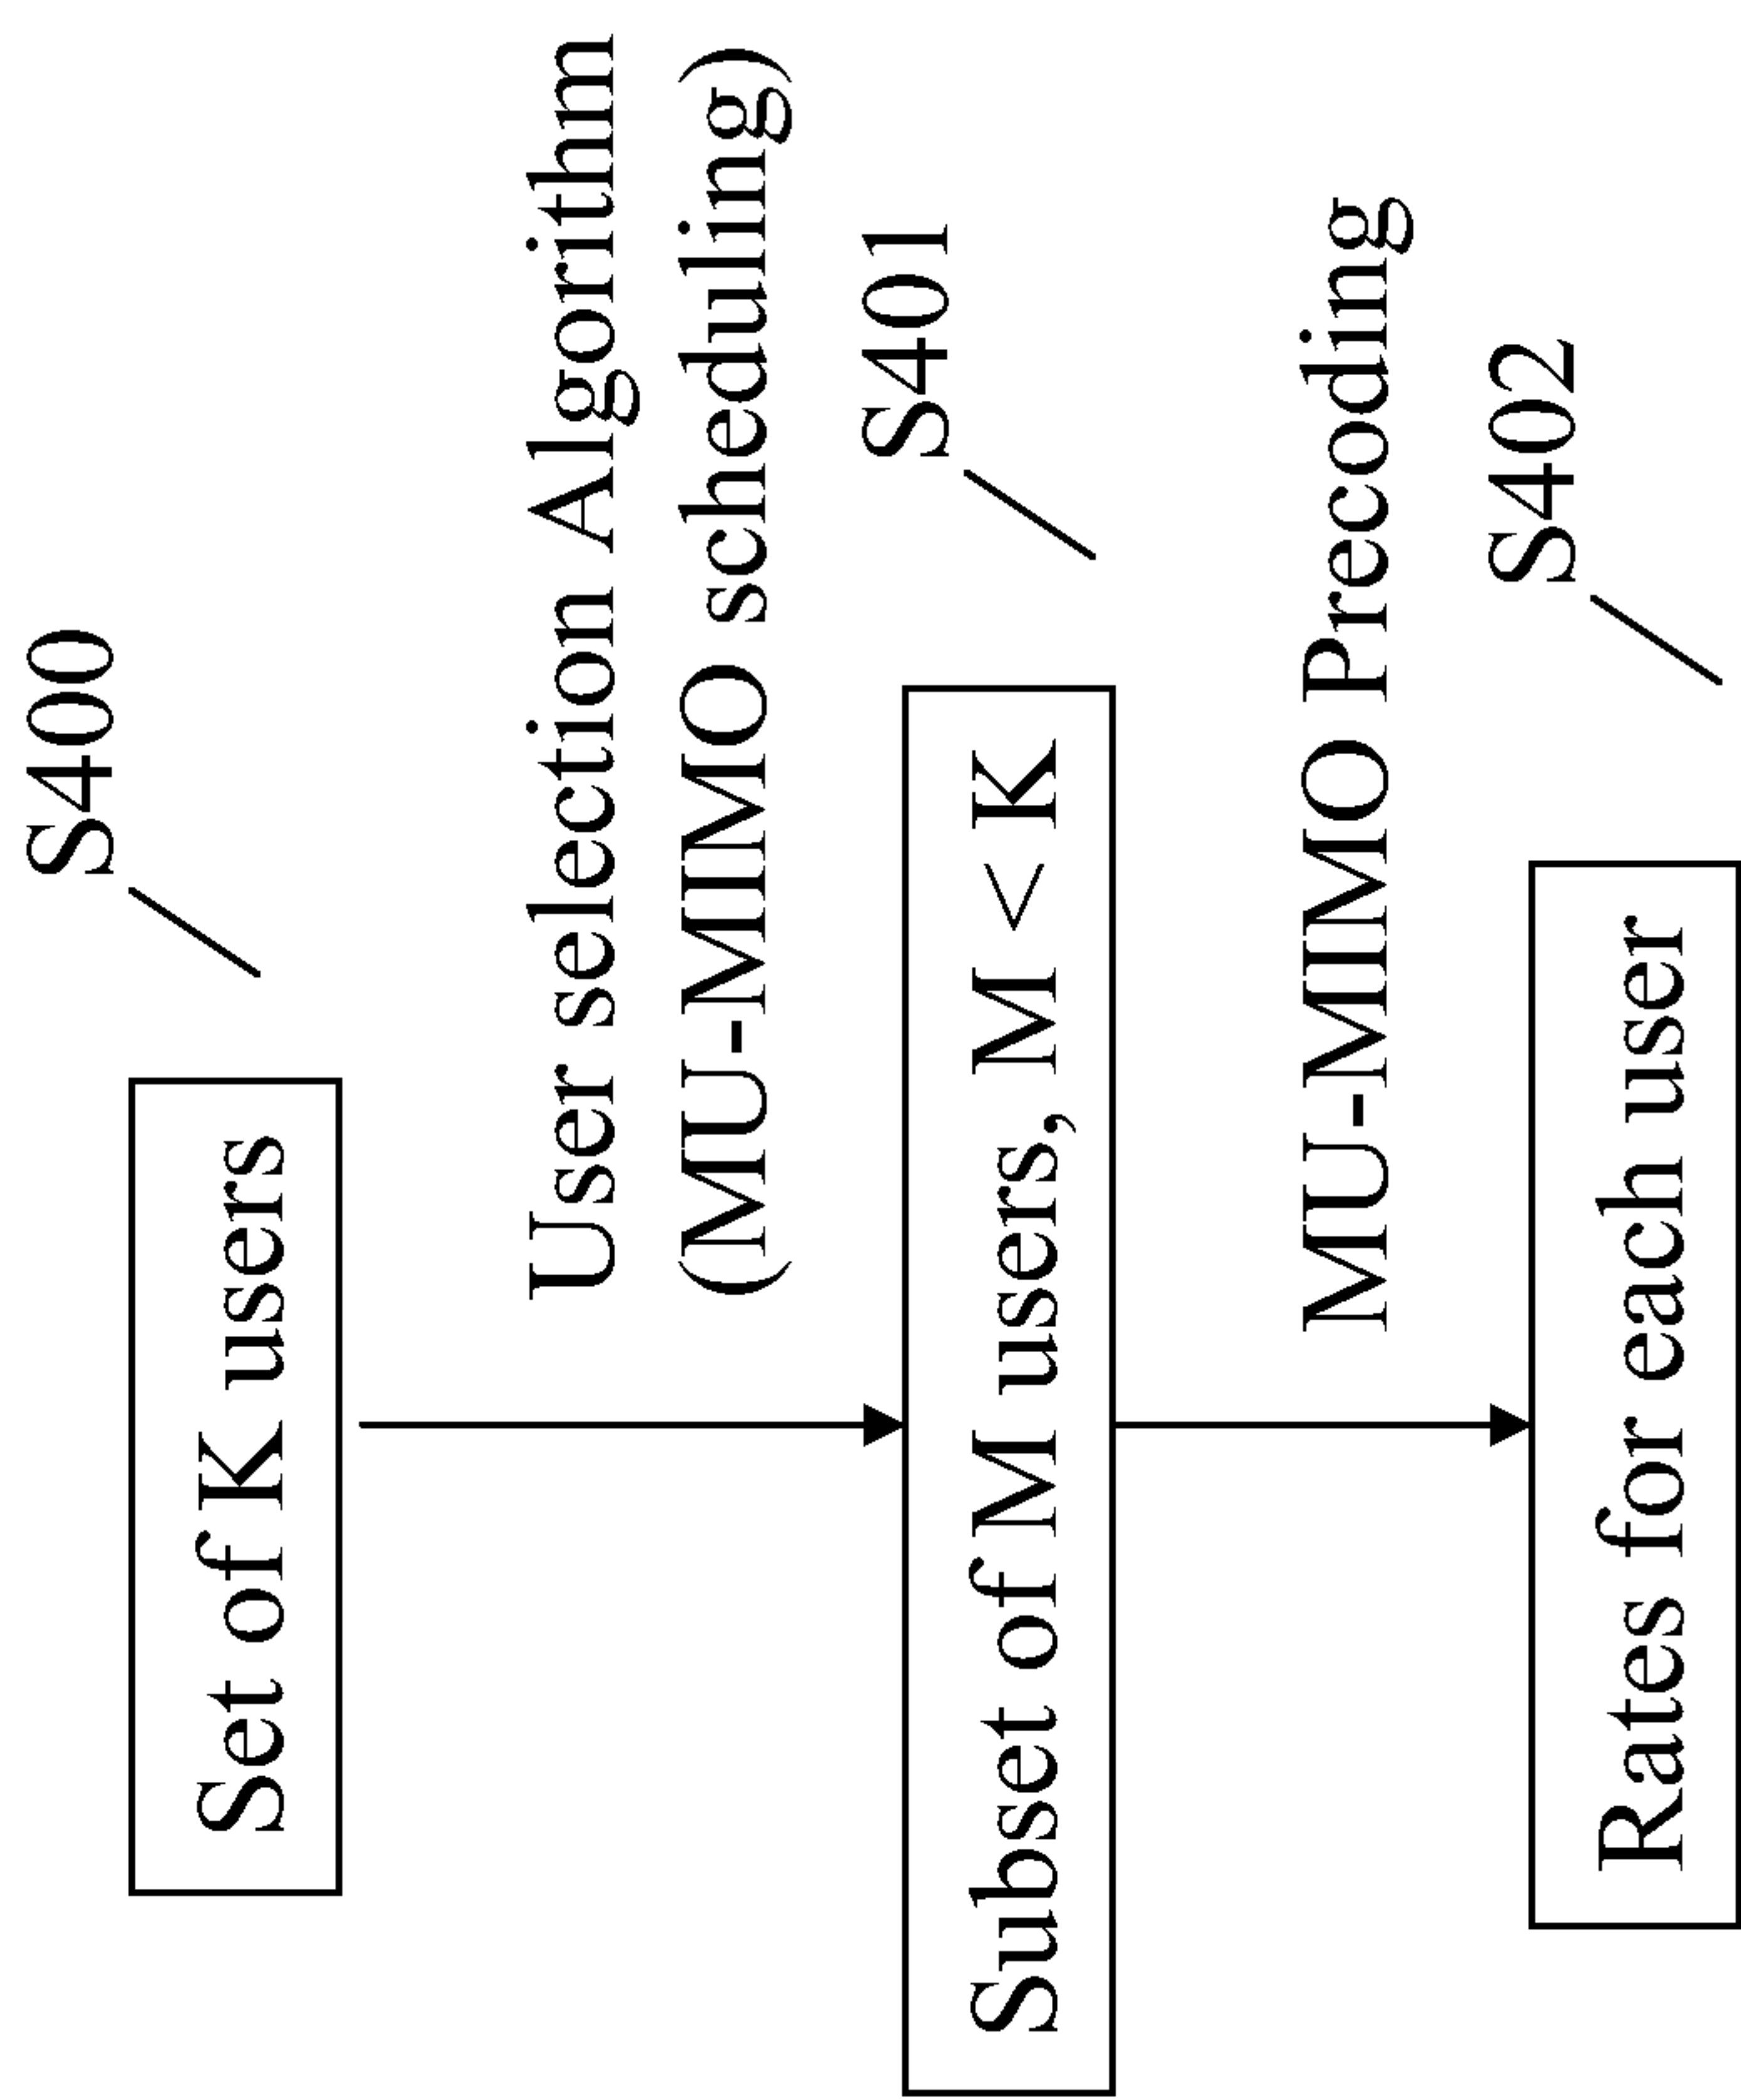 S400
Set of K users
User selection Algorithm
(MU-MIMO scheduling)
S401
Subset of M users, M < K
MU-MIMO Precoding
S402
Rates for each user